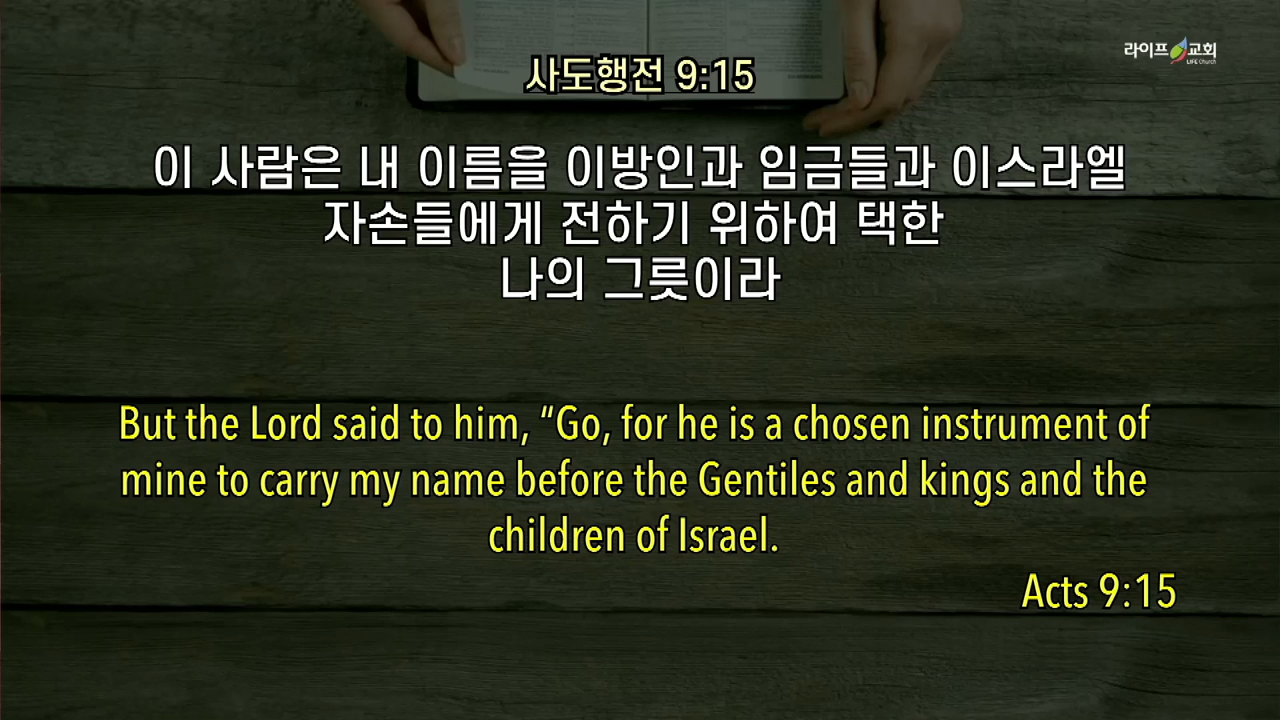 라이프교회
LIFE Church
사도행전 9:15
이 사람은 내 이름을 이방인과 임금들과 이스라엘
자손들에게 전하기 위하여 택한
나의 그릇이라
But the Lord said to him, “Go, for he is a chosen instrument of
mine to carry my name before the Gentiles and kings and the
children of Israel.
Acts 9:15